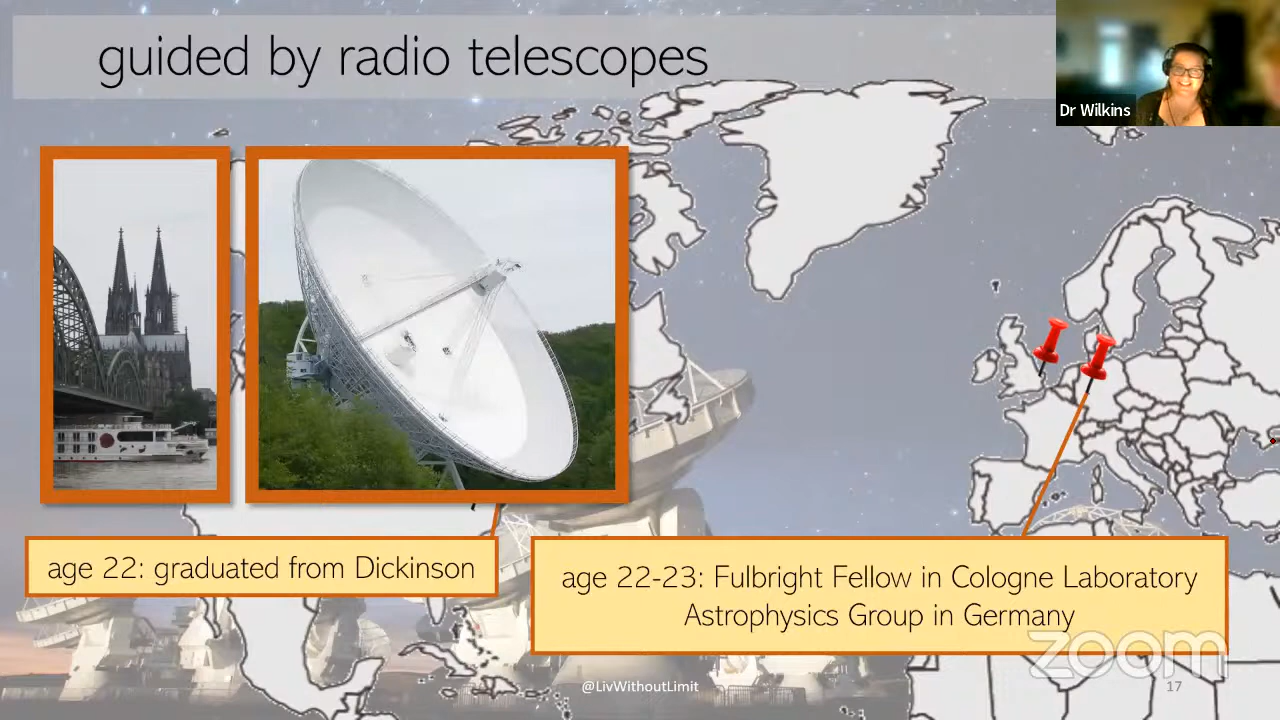 guided by radio telescopes
Dr Wilkins
age 22: graduated from Dickinson
age 22-23: Fulbright Fellow in Cologne Laboratory
Astrophysics Group in Germany
zoom
@LivWithoutLimit
17